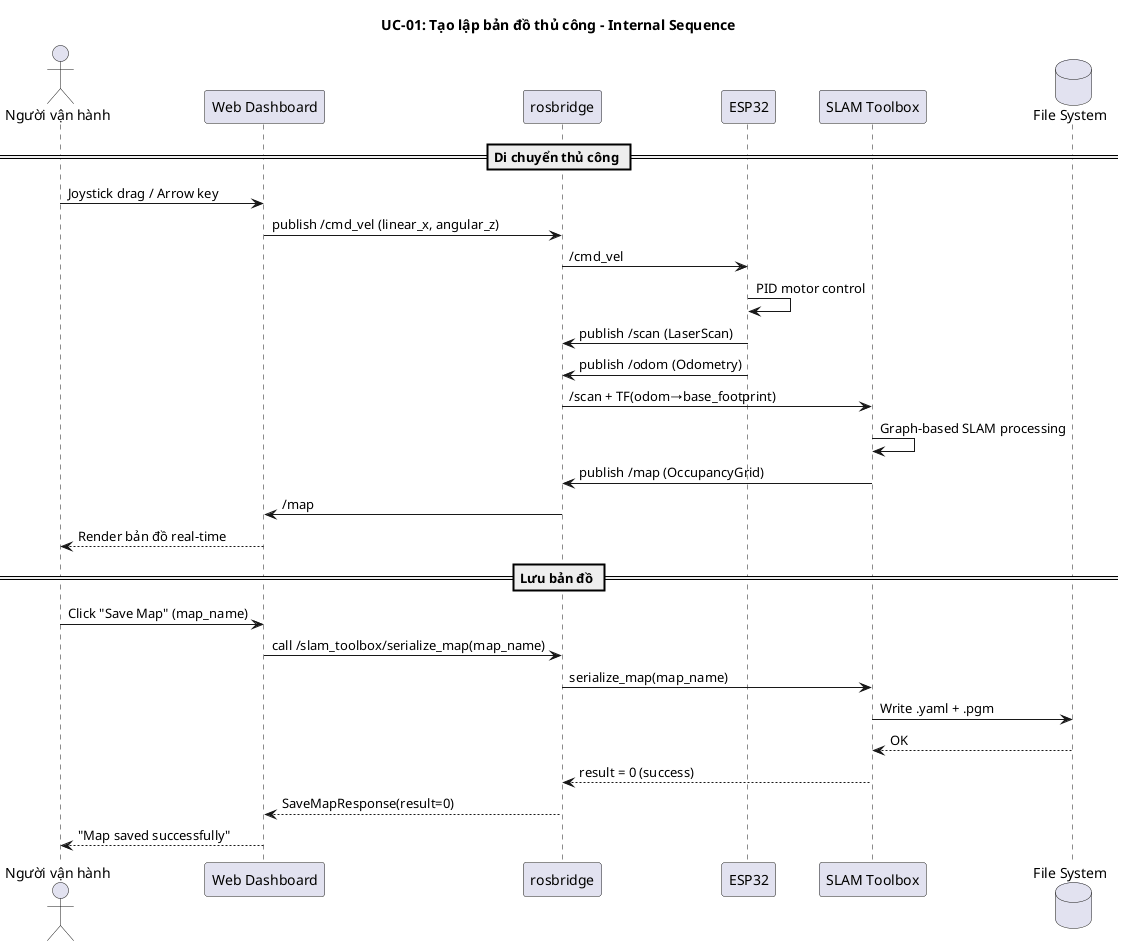 UC-01: Tạo lập bản đồ thủ công - Internal Sequence
Người vận hành
Web Dashboard
rosbridge
ESP32
SLAM Toolbox
File System
Di chuyển thủ công
Joystick drag / Arrow key
publish /cmd_vel (linear_x, angular_z)
/cmd_vel
PID motor control
publish /scan (LaserScan)
publish /odom (Odometry)
/scan + TF(odom→base_footprint)
Graph-based SLAM processing
publish /map (OccupancyGrid)
/map
Render bản đồ real-time
Lưu bản đồ
Click "Save Map" (map_name)
call /slam_toolbox/serialize_map(map_name)
serialize_map(map_name)
Write .yaml + .pgm
OK
result = 0 (success)
SaveMapResponse(result=0)
"Map saved successfully"
Người vận hành
Web Dashboard
rosbridge
ESP32
SLAM Toolbox
File System